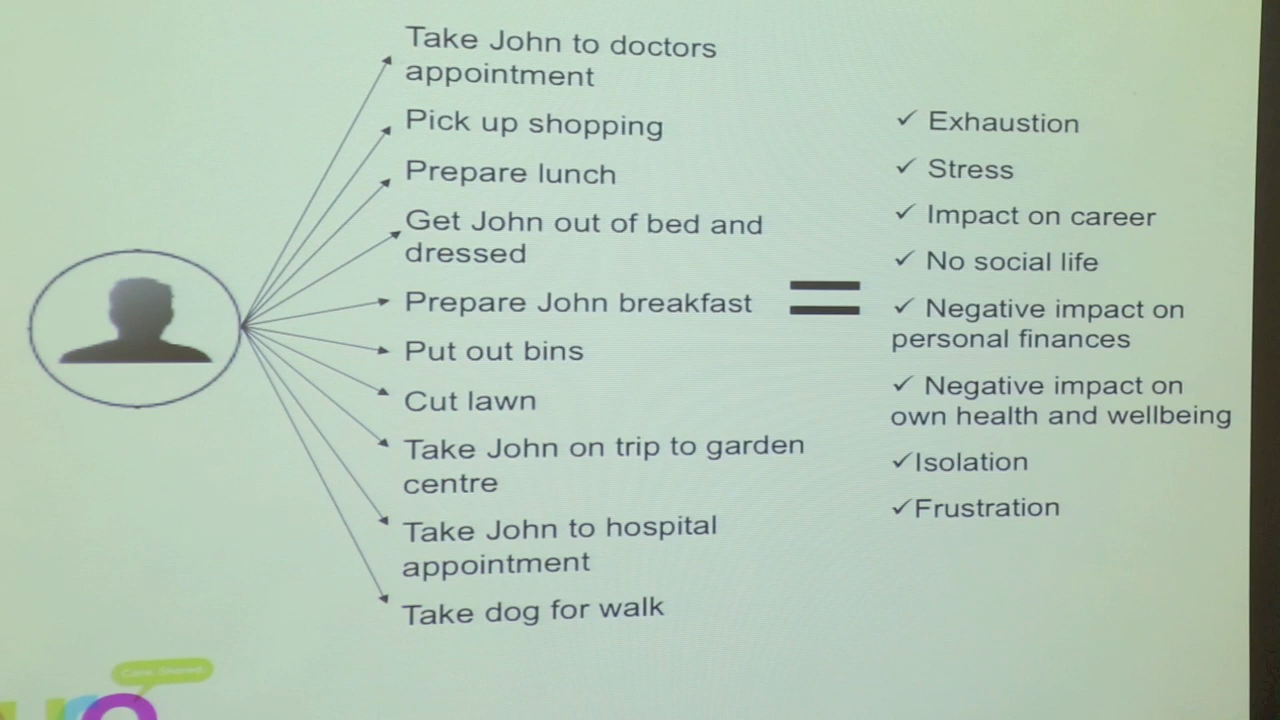 Take John to doctors
appointment
Pick up shopping
Prepare lunch
Get John out of bed and
dressed
Prepare John breakfast
Put out bins
Cut lawn
Take John on trip to garden
centre
Take John to hospital
appointment
Take dog for walk
=
✓ Exhaustion
✓ Stress
✓ Impact on career
✓ No social life
✓ Negative impact on
personal finances
✓ Negative impact on
own health and wellbeing
✓Isolation
✓Frustration
Care. Shared.